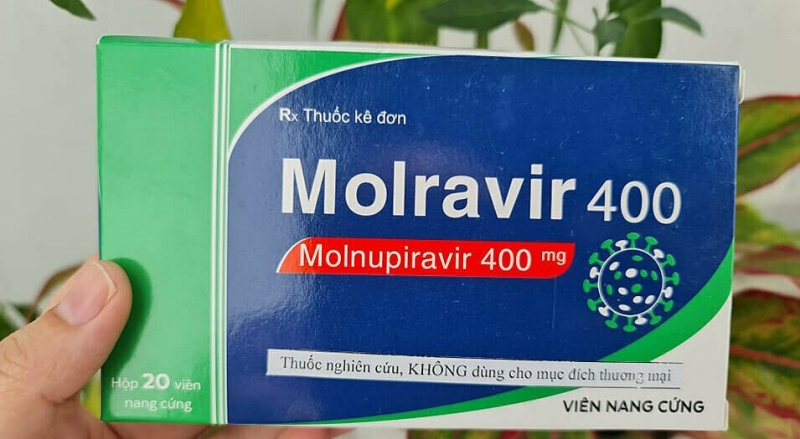 Rx Thuốc kê đơn
Molravir 400
Molnupiravir 400 mg
Thuốc nghiên cứu, KHÔNG dùng cho mục đích thương mại
Hộp 20 viên
nang cứng
VIÊN NANG CỨNG